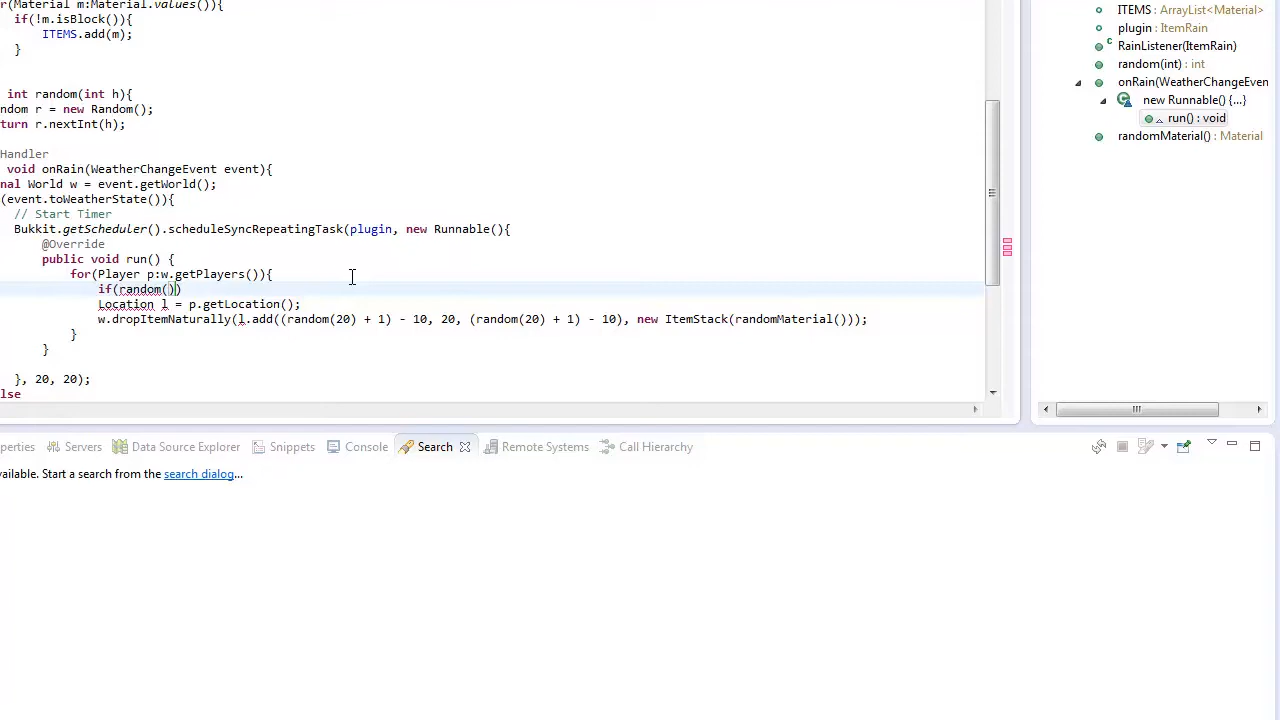 r(Material m:Material.values()){
if(!m.isBlock()){
ITEMS.add(m);
}
int random(int h){
ndom r = new Random();
turn r.nextInt(h);
Handler
void onRain(WeatherChangeEvent event){
nal World w = event.getWorld();
(event.toWeatherState()){
// Start Timer
Bukkit.getScheduler().scheduleSyncRepeatingTask(plugin, new Runnable(){
@Override
public void run() {
for(Player p:w.getPlayers()){
if(random())
Location l = p.getLocation();
w.dropItemNaturally(l.add((random(20) + 1) - 10, 20, (random(20) + 1) - 10), new ItemStack(randomMaterial()));
}
}
}, 20, 20);
lse
ITEMS : ArrayList<Material>
plugin : ItemRain
RainListener(ItemRain)
random(int) : int
onRain(WeatherChangeEven
new Runnable() {...}
run() : void
randomMaterial() : Material
perties Servers Data Source Explorer Snippets Console Search Remote Systems Call Hierarchy
vailable. Start a search from the search dialog...